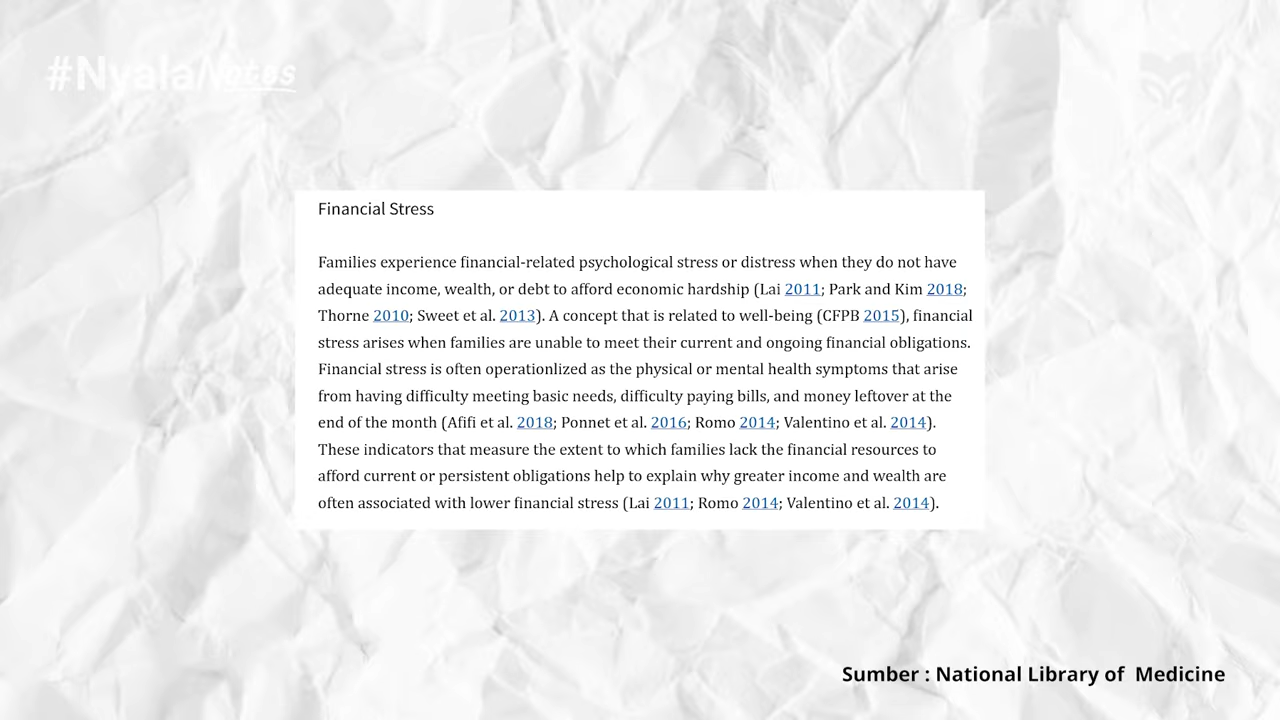 #NyalaNotes
Financial Stress
Families experience financial-related psychological stress or distress when they do not have
adequate income, wealth, or debt to afford economic hardship (Lai 2011; Park and Kim 2018;
Thorne 2010; Sweet et al. 2013). A concept that is related to well-being (CFPB 2015), financial
stress arises when families are unable to meet their current and ongoing financial obligations.
Financial stress is often operationlized as the physical or mental health symptoms that arise
from having difficulty meeting basic needs, difficulty paying bills, and money leftover at the
end of the month (Afifi et al. 2018; Ponnet et al. 2016; Romo 2014; Valentino et al. 2014).
These indicators that measure the extent to which families lack the financial resources to
afford current or persistent obligations help to explain why greater income and wealth are
often associated with lower financial stress (Lai 2011; Romo 2014; Valentino et al. 2014).
Sumber : National Library of Medicine